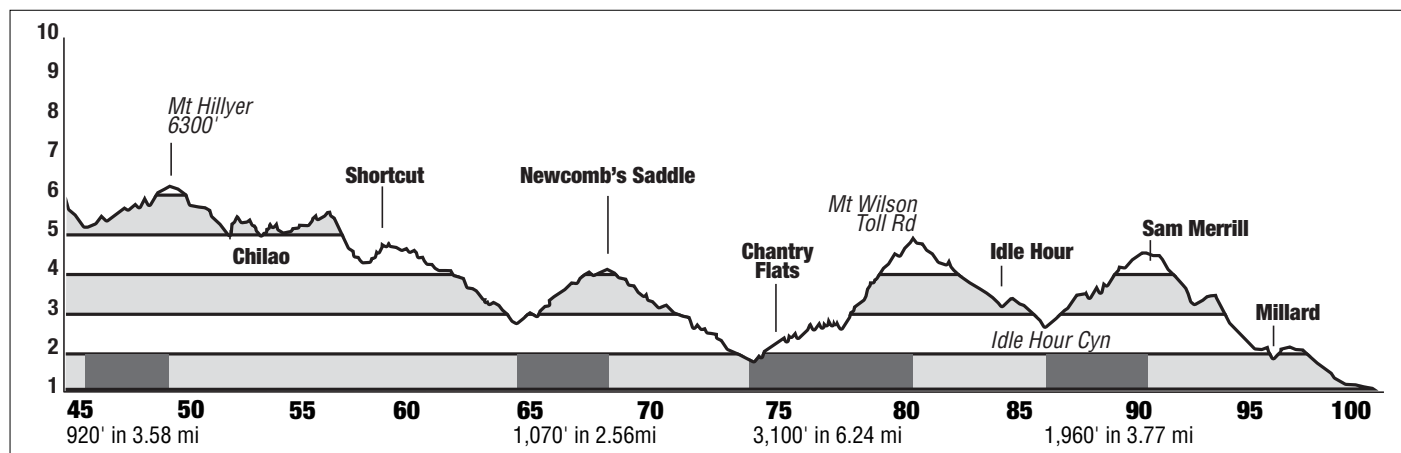 10
9
8
7
6
5
4
3
2
1
Mt Hillyer
6300'
Chilao
Shortcut
Newcomb's Saddle
Chantry
Flats
Mt Wilson
Toll Rd
Idle Hour
Idle Hour Cyn
Sam Merrill
Millard
45 50 55 60 65 70 75 80 85 90 95 100
920' in 3.58 mi 1,070' in 2.56mi 3,100' in 6.24 mi 1,960' in 3.77 mi